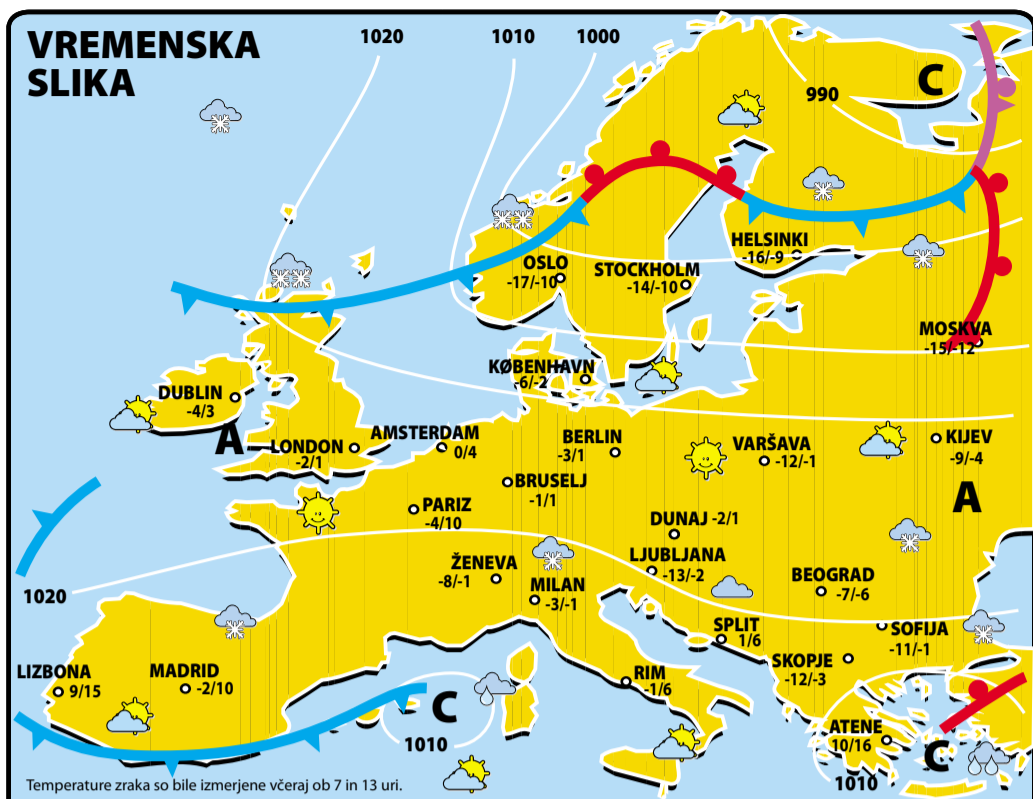 VREMENSKA
SLIKA
1020
1010
1000
C
990
HELSINKI
-16/-9
OSLO
-17/-10
STOCKHOLM
-14/-10
MOSKVA
-15/-12
KØBENHAVN
-6/-2
DUBLIN
-4/3
A
LONDON
-2/1
AMSTERDAM
0/4
BERLIN
-3/1
VARŠAVA
-12/-1
KIJEV
-9/-4
BRUSELJ
-1/1
A
PARIZ
-4/10
DUNAJ -2/1
LJUBLJANA
-13/-2
ŽENEVA
-8/-1
MILAN
-3/-1
BEOGRAD
-7/-6
1020
SPLIT
1/6
SOFIJA
-11/-1
SKOPJE
-12/-3
LIZBONA
9/15
MADRID
-2/10
RIM
-1/6
C
1010
ATENE
10/16
C
1010
Temperature zraka so bile izmerjene včeraj ob 7 in 13 uri.